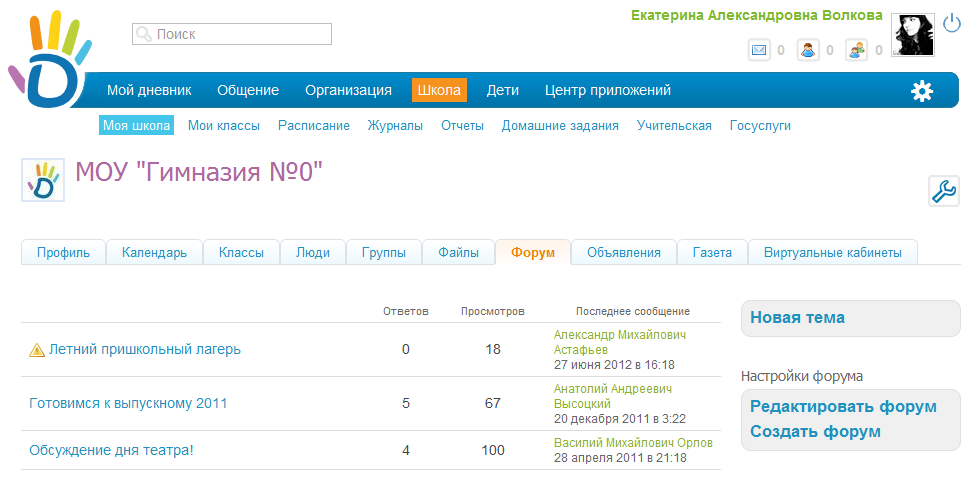 Екатерина Александровна Волкова
Поиск
0 0 0
D
Мой дневник Общение Организация Школа Дети Центр приложений
Моя школа Мои классы Расписание Журналы Отчеты Домашние задания Учительская Госуслуги
D
МОУ "Гимназия №0"
Профиль Календарь Классы Люди Группы Файлы Форум Объявления Газета Виртуальные кабинеты
Ответов Просмотров Последнее сообщение
Летний пришкольный лагерь 0 18 Александр Михайлович
Астафьев
27 июня 2012 в 16:18
Готовимся к выпускному 2011 5 67 Анатолий Андреевич
Высоцкий
20 декабря 2011 в 3:22
Обсуждение дня театра! 4 100 Василий Михайлович Орлов
28 апреля 2011 в 21:18
Новая тема
Настройки форума
Редактировать форум
Создать форум